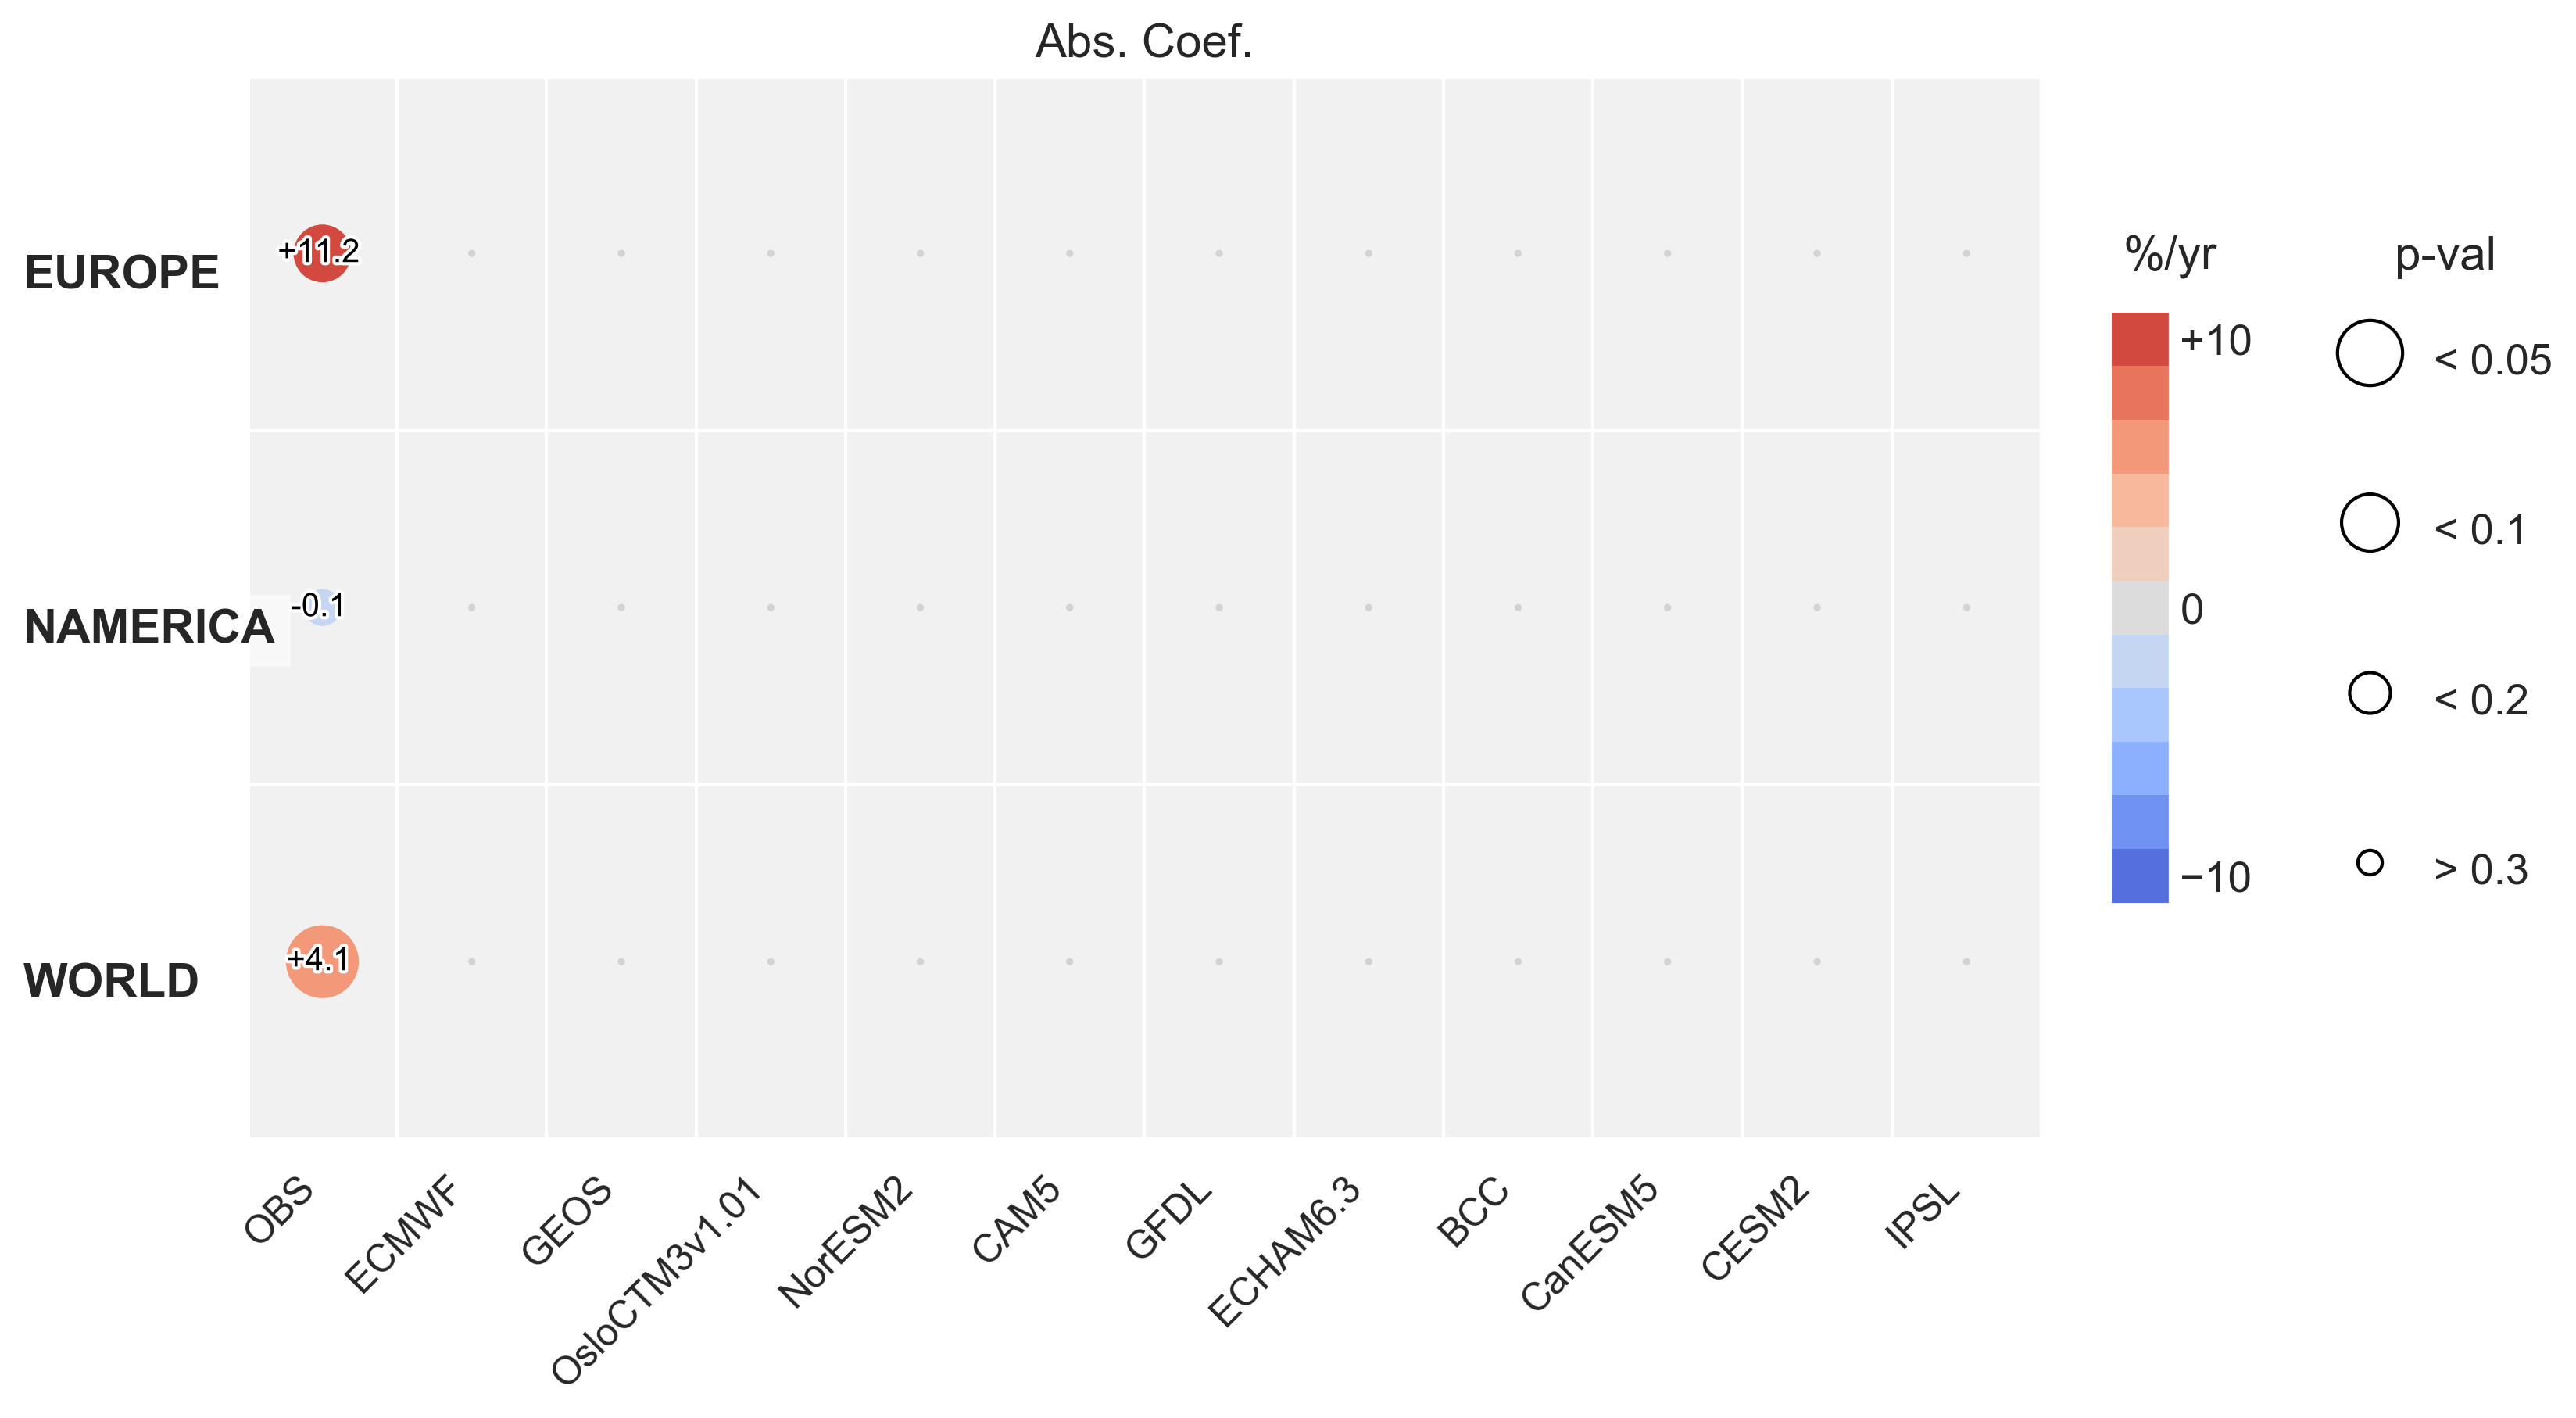 Abs. Coef.
EUROPE
+11.2
NAMERICA
-0.1
WORLD
+4.1
OBS
ECMWF
GEOS
OsloCTM3v1.01
NorESM2
CAM5
GFDL
ECHAM6.3
BCC
CanESM5
CESM2
IPSL
%/yr
+10
0
−10
p-val
< 0.05
< 0.1
< 0.2
> 0.3